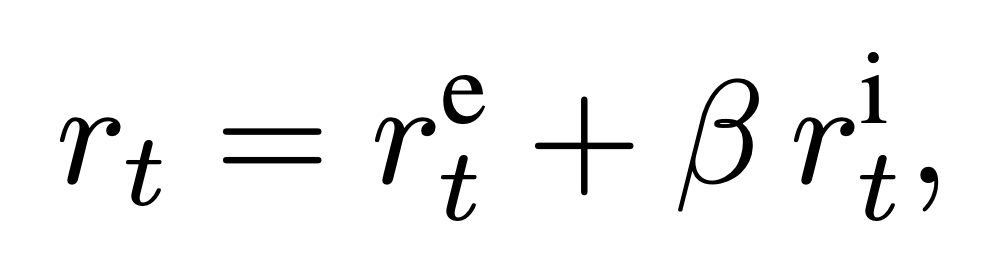 r_t = r_t^e + β r_t^i,